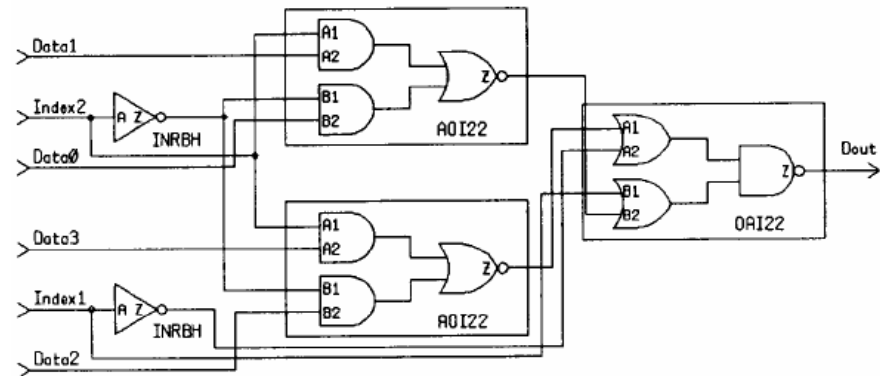 Data1
Index2
Data0
Data3
Index1
Data2
A Z
INRBH
A Z
INRBH
A1
A2
B1
B2
Z
AOI22
A1
A2
B1
B2
Z
AOI22
A1
A2
B1
B2
Z
OAI22
Dout